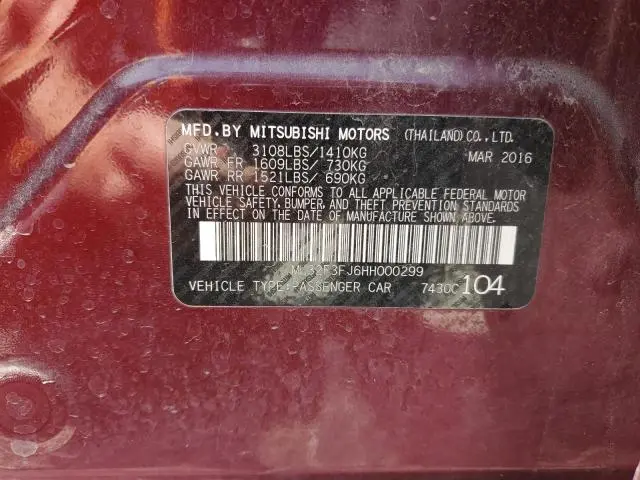 MFD.BY MITSUBISHI MOTORS (THAILAND)CO.,LTD.
GVWR : 3108LBS/1410KG MAR 2016
GAWR FR 1609LBS/ 730KG
GAWR RR 1521LBS/ 690KG
THIS VEHICLE CONFORMS TO ALL APPLICABLE FEDERAL MOTOR
VEHICLE SAFETY, BUMPER, AND THEFT PREVENTION STANDARDS
IN EFFECT ON THE DATE OF MANUFACTURE SHOWN ABOVE.
ML32F3FJ6HH000299
VEHICLE TYPE:PASSENGER CAR 7430C 104